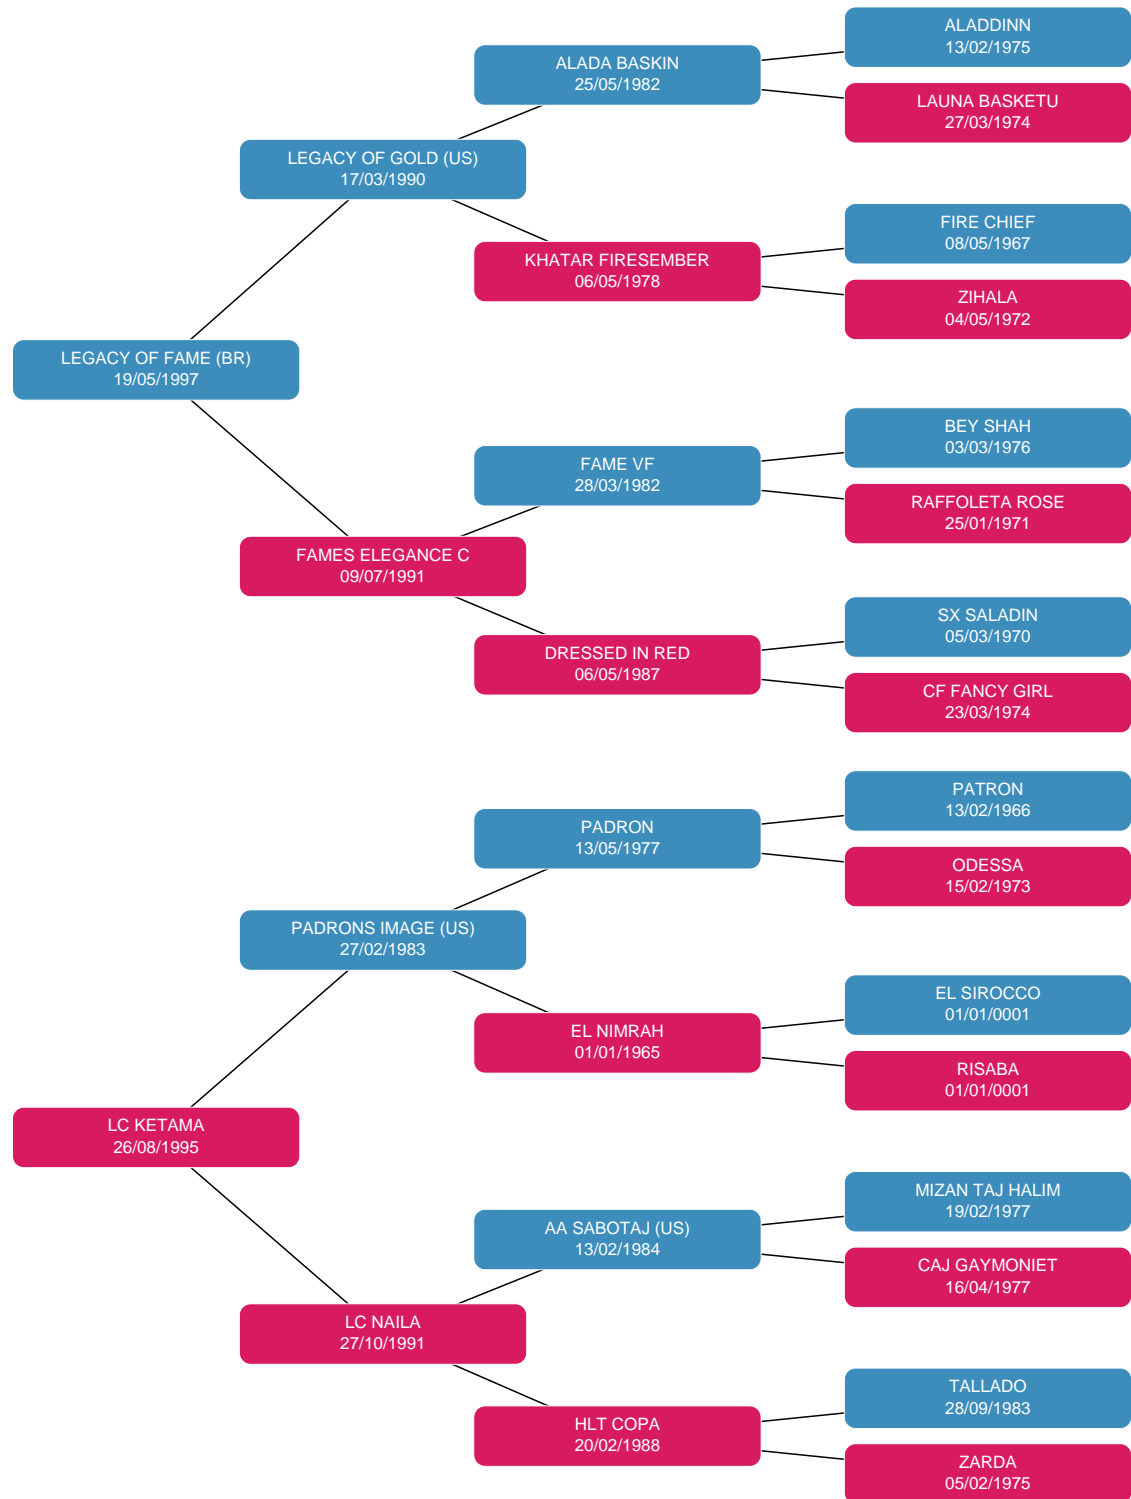 ALADDINN
13/02/1975
ALADA BASKIN
25/05/1982
LAUNA BASKETU
27/03/1974
LEGACY OF GOLD (US)
17/03/1990
FIRE CHIEF
08/05/1967
KHATAR FIRESEMBER
06/05/1978
ZIHALA
04/05/1972
LEGACY OF FAME (BR)
19/05/1997
BEY SHAH
03/03/1976
FAME VF
28/03/1982
RAFFOLETA ROSE
25/01/1971
FAMES ELEGANCE C
09/07/1991
SX SALADIN
05/03/1970
DRESSED IN RED
06/05/1987
CF FANCY GIRL
23/03/1974
PATRON
13/02/1966
PADRON
13/05/1977
ODESSA
15/02/1973
PADRONS IMAGE (US)
27/02/1983
EL SIROCCO
01/01/0001
EL NIMRAH
01/01/1965
RISABA
01/01/0001
LC KETAMA
26/08/1995
MIZAN TAJ HALIM
19/02/1977
AA SABOTAJ (US)
13/02/1984
CAJ GAYMONIET
16/04/1977
LC NAILA
27/10/1991
TALLADO
28/09/1983
HLT COPA
20/02/1988
ZARDA
05/02/1975